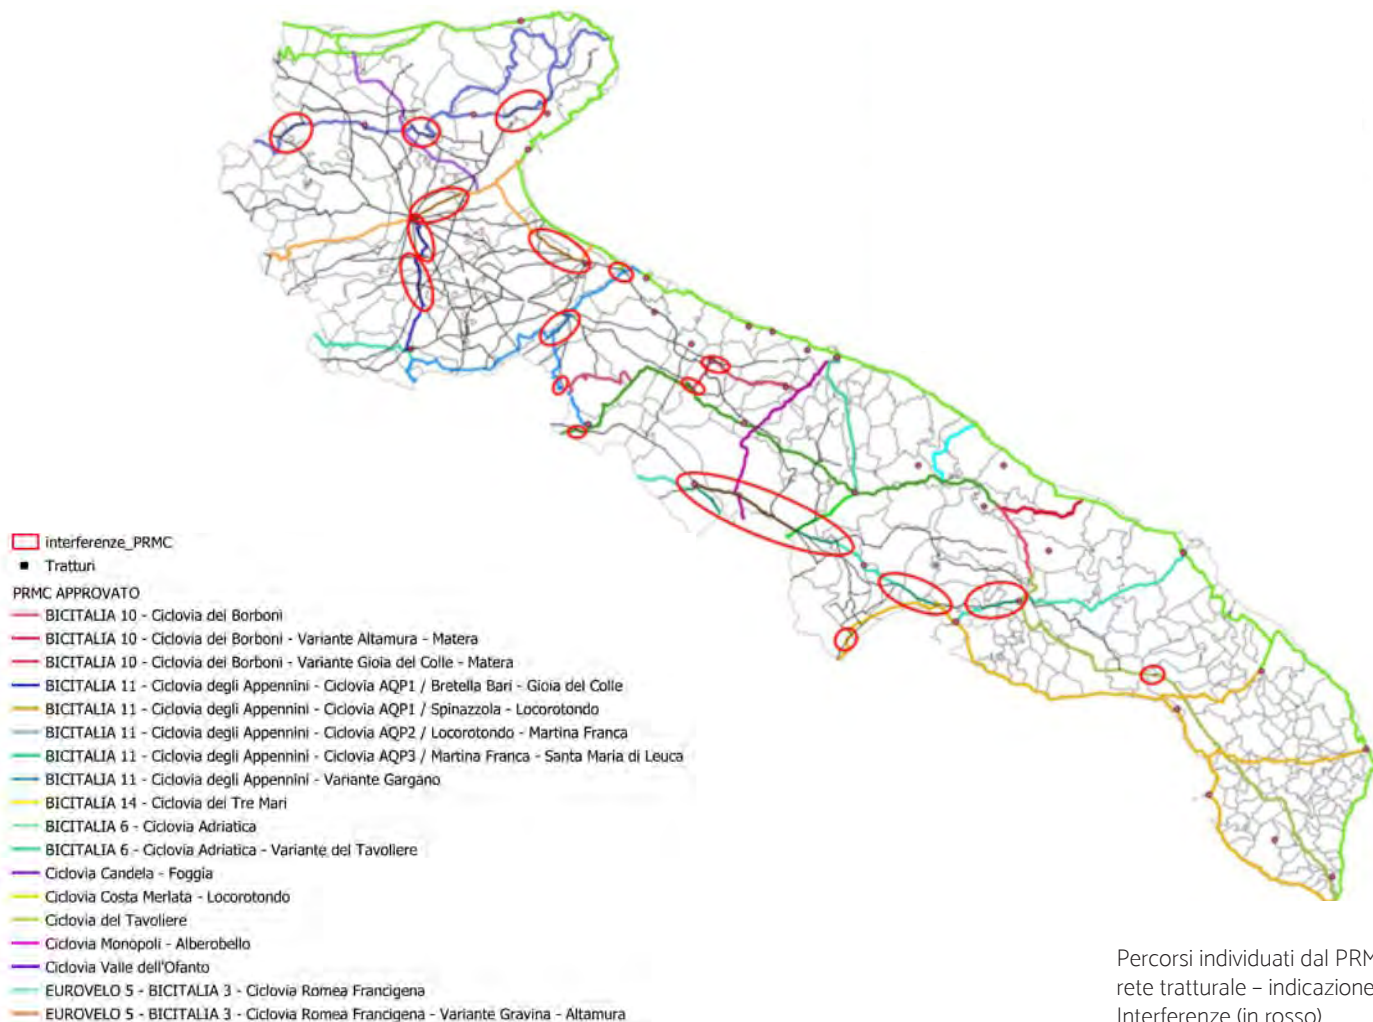 interferenze_PRMC
Tratturi
PRMC APPROVATO
BICITALIA 10 - Ciclovia dei Borboni
BICITALIA 10 - Ciclovia dei Borboni - Variante Altamura - Matera
BICITALIA 10 - Ciclovia dei Borboni - Variante Gioia del Colle - Matera
BICITALIA 11 - Ciclovia degli Appennini - Ciclovia AQP1 / Bretella Bari - Gioia del Colle
BICITALIA 11 - Ciclovia degli Appennini - Ciclovia AQP1 / Spinazzola - Locorotondo
BICITALIA 11 - Ciclovia degli Appennini - Ciclovia AQP2 / Locorotondo - Martina Franca
BICITALIA 11 - Ciclovia degli Appennini - Ciclovia AQP3 / Martina Franca - Santa Maria di Leuca
BICITALIA 11 - Ciclovia degli Appennini - Variante Gargano
BICITALIA 14 - Ciclovia dei Tre Mari
BICITALIA 6 - Ciclovia Adriatica
BICITALIA 6 - Ciclovia Adriatica - Variante del Tavoliere
Ciclovia Candela - Foggia
Ciclovia Costa Merlata - Locorotondo
Ciclovia del Tavoliere
Ciclovia Monopoli - Alberobello
Ciclovia Valle dell'Ofanto
EUROVELO 5 - BICITALIA 3 - Ciclovia Romea Francigena
EUROVELO 5 - BICITALIA 3 - Ciclovia Romea Francigena - Variante Gravina - Altamura
Percorsi individuati dal PRM
rete tratturale – indicazione
Interferenze (in rosso)